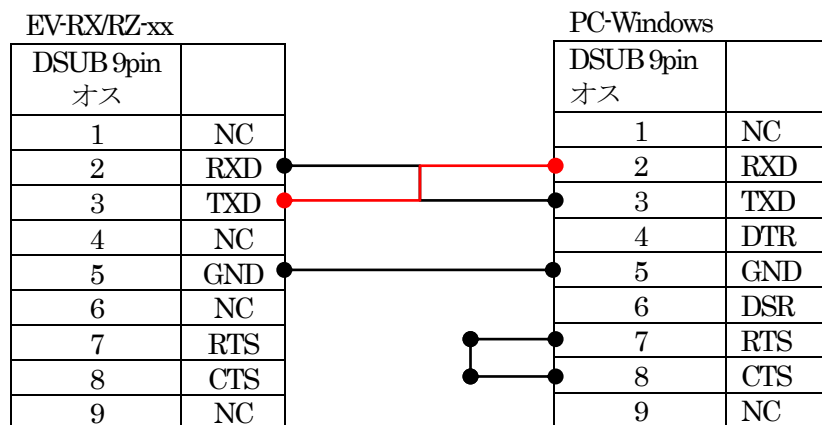 EV-RX/RZ-xx
DSUB 9pin
オス
1 NC
2 RXD
3 TXD
4 NC
5 GND
6 NC
7 RTS
8 CTS
9 NC
PC-Windows
DSUB 9pin
オス
1 NC
2 RXD
3 TXD
4 DTR
5 GND
6 DSR
7 RTS
8 CTS
9 NC